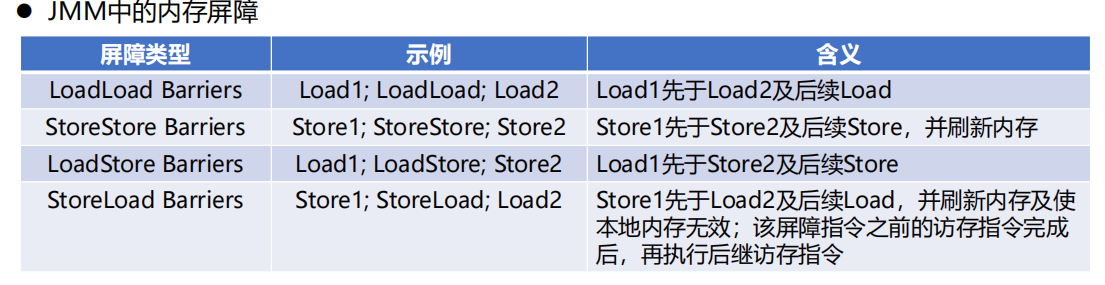 ● JMM中的内存屏障
屏障类型 示例 含义
LoadLoad Barriers Load1; LoadLoad; Load2 Load1先于Load2及后续Load
StoreStore Barriers Store1; StoreStore; Store2 Store1先于Store2及后续Store，并刷新内存
LoadStore Barriers Load1; LoadStore; Store2 Load1先于Store2及后续Store
StoreLoad Barriers Store1; StoreLoad; Load2 Store1先于Load2及后续Load，并刷新内存及使
本地内存无效；该屏障指令之前的访存指令完成
后，再执行后继访存指令